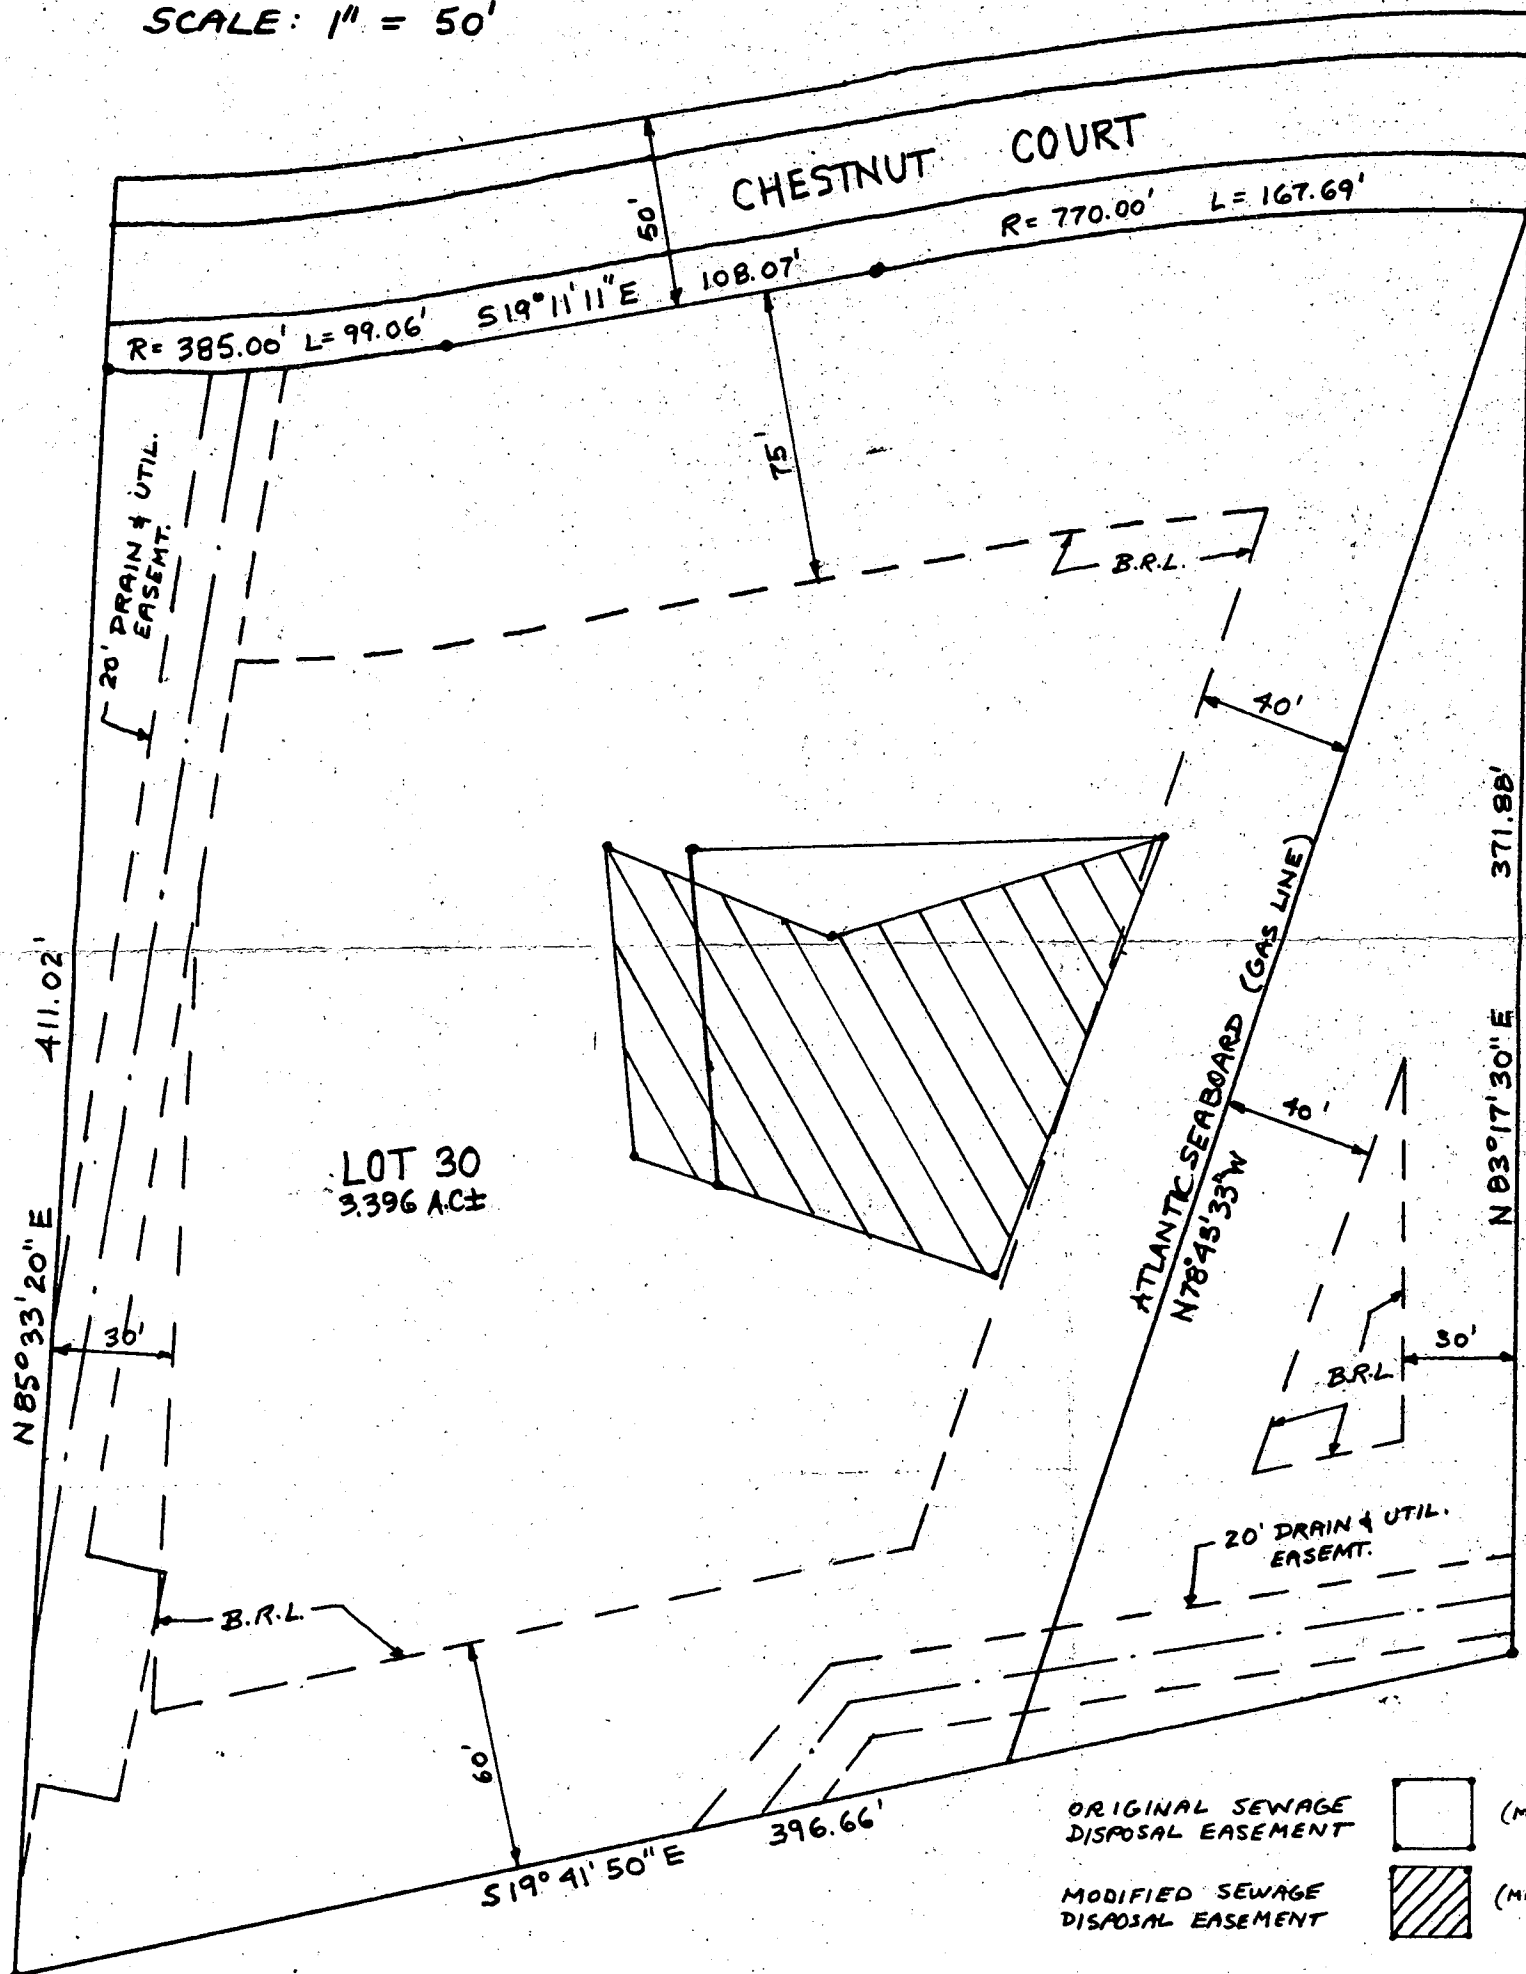 SCALE: 1" = 50'
CHESTNUT COURT
50'
R= 770.00' L= 167.69'
108.07'
S19°11'11"E
R= 385.00' L= 99.06'
75'
20' DRAIN & UTIL.
EASEMT.
B.R.L.
40'
371.88'
ATLANTIC SEABOARD (GAS LINE)
N78°43'33"W
411.02'
N83°17'30"E
40'
LOT 30
3.396 AC±
N85°33'20"E
30'
30'
B.R.L.
20' DRAIN & UTIL.
EASEMT.
B.R.L.
60'
396.66'
S19°41'50"E
ORIGINAL SEWAGE
DISPOSAL EASEMENT
MODIFIED SEWAGE
DISPOSAL EASEMENT